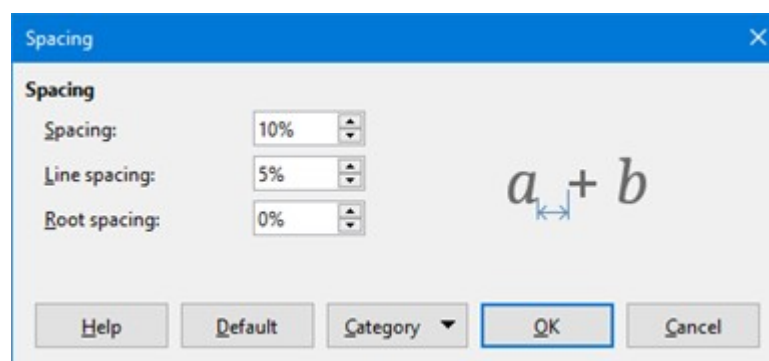 Spacing
Spacing
Spacing: 10%
Line spacing: 5%
Root spacing: 0%
a + b
Help Default Category OK Cancel